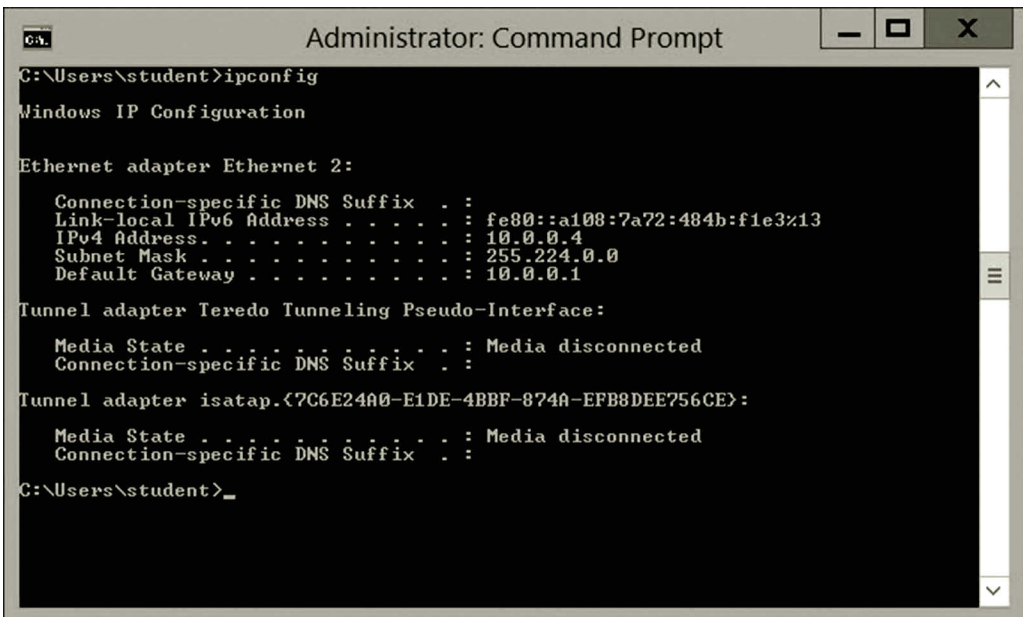 Administrator: Command Prompt
C:\Users\student>ipconfig
Windows IP Configuration
Ethernet adapter Ethernet 2:
Connection-specific DNS Suffix . :
Link-local IPv6 Address . . . . . : fe80::a108:7a72:484b:f1e3%13
IPv4 Address. . . . . . . . . . . : 10.0.0.4
Subnet Mask . . . . . . . . . . . : 255.224.0.0
Default Gateway . . . . . . . . . : 10.0.0.1
Tunnel adapter Teredo Tunneling Pseudo-Interface:
Media State . . . . . . . . . . . : Media disconnected
Connection-specific DNS Suffix . :
Tunnel adapter isatap.{7C6E24A0-E1DE-4BBF-874A-EFB8DEE756CE}:
Media State . . . . . . . . . . . : Media disconnected
Connection-specific DNS Suffix . :
C:\Users\student>_